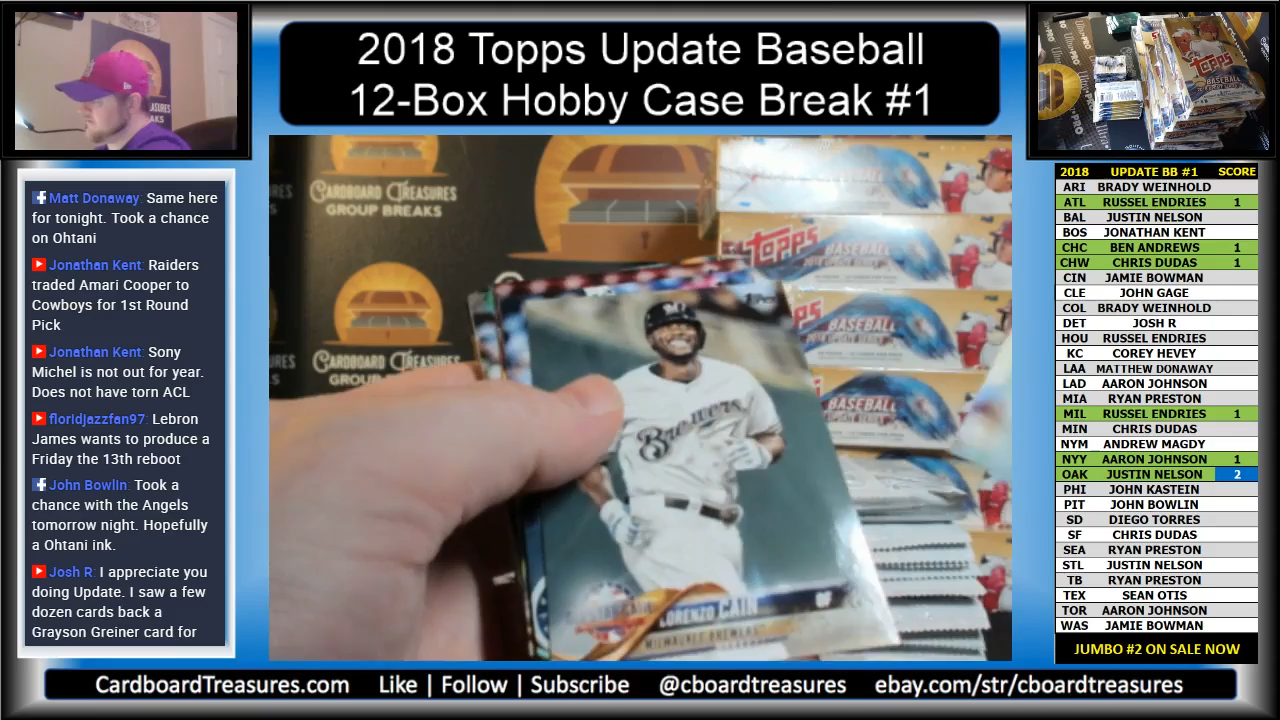 2018 Topps Update Baseball
12-Box Hobby Case Break #1
Matt Donaway: Same here
for tonight. Took a chance
on Ohtani
Jonathan Kent: Raiders
traded Amari Cooper to
Cowboys for 1st Round
Pick
Jonathan Kent: Sony
Michel is not out for year.
Does not have torn ACL
floridjazzfan97: Lebron
James wants to produce a
Friday the 13th reboot
John Bowlin: Took a
chance with the Angels
tomorrow night. Hopefully
a Ohtani ink.
Josh R: I appreciate you
doing Update. I saw a few
dozen cards back a
Grayson Greiner card for
CARDBOARD TREASURES
GROUP BREAKS
CARDBOARD TREASURES
GROUP
TOPPS
BASEBALL
BASEBALL
BASEBALL
Brewers
LORENZO CAIN
MILWAUKEE BREWERS
TOPPS
BASEBALL
2018 UPDATE BB #1 SCORE
ARI BRADY WEINHOLD
ATL RUSSEL ENDRIES 1
BAL JUSTIN NELSON
BOS JONATHAN KENT
CHC BEN ANDREWS 1
CHW CHRIS DUDAS 1
CIN JAMIE BOWMAN
CLE JOHN GAGE
COL BRADY WEINHOLD
DET JOSH R
HOU RUSSEL ENDRIES
KC COREY HEVEY
LAA MATTHEW DONAWAY
LAD AARON JOHNSON
MIA RYAN PRESTON
MIL RUSSEL ENDRIES 1
MIN CHRIS DUDAS
NYM ANDREW MAGDY
NYY AARON JOHNSON 1
OAK JUSTIN NELSON 2
PHI JOHN KASTEIN
PIT JOHN BOWLIN
SD DIEGO TORRES
SF CHRIS DUDAS
SEA RYAN PRESTON
STL JUSTIN NELSON
TB RYAN PRESTON
TEX SEAN OTIS
TOR AARON JOHNSON
WAS JAMIE BOWMAN
JUMBO #2 ON SALE NOW
CardboardTreasures.com Like | Follow | Subscribe @cboardtreasures ebay.com/str/cboardtreasures